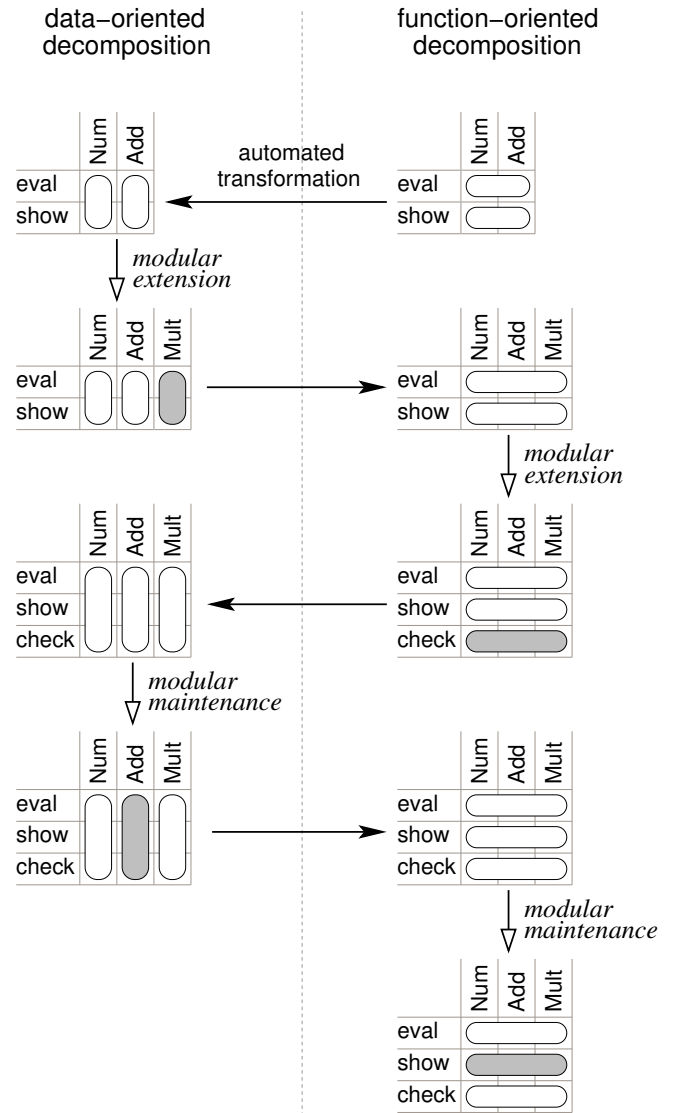 data-oriented
decomposition
function-oriented
decomposition
Num
Add
eval
show
automated
transformation
Num
Add
eval
show
modular
extension
Num
Add
Mult
eval
show
Num
Add
Mult
eval
show
modular
extension
Num
Add
Mult
eval
show
check
Num
Add
Mult
eval
show
check
modular
maintenance
Num
Add
Mult
eval
show
check
Num
Add
Mult
eval
show
check
modular
maintenance
Num
Add
Mult
eval
show
check